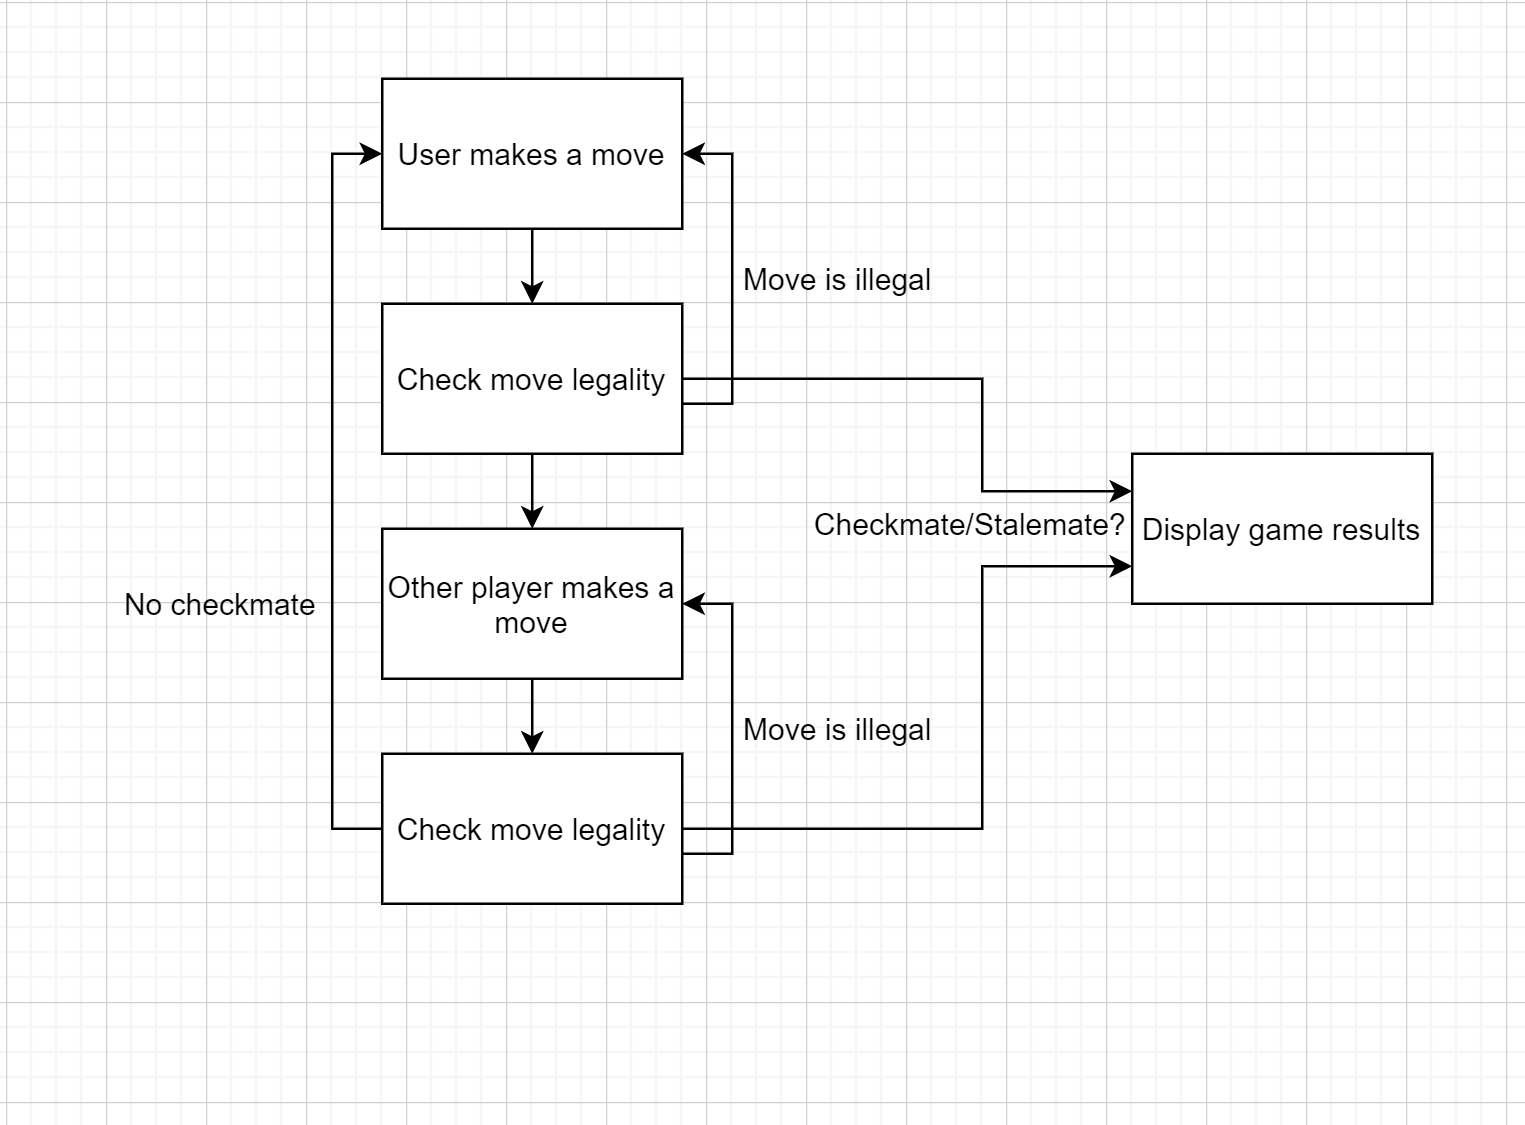 User makes a move
Move is illegal
Check move legality
Checkmate/Stalemate?
Display game results
Other player makes a
move
No checkmate
Move is illegal
Check move legality